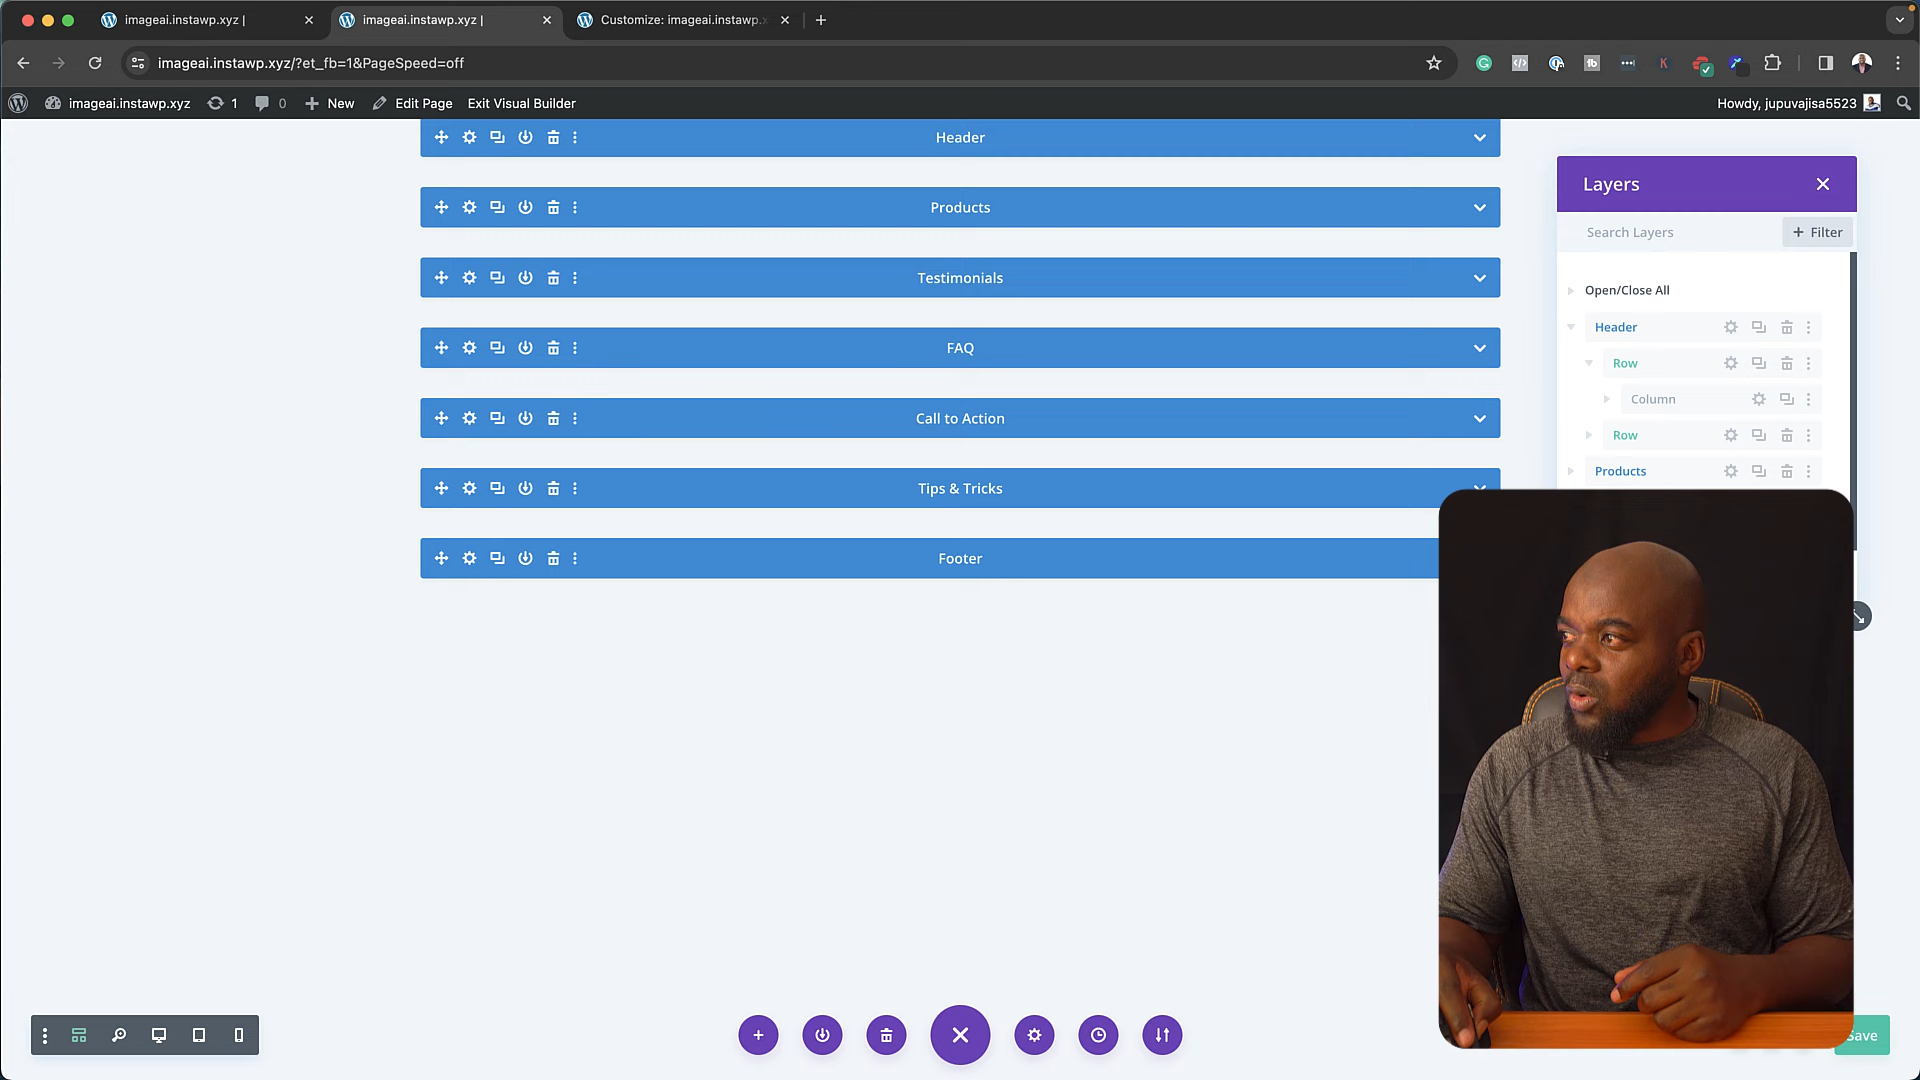 imageai.instawp.xyz |
imageai.instawp.xyz |
Customize: imageai.instawp.x
imageai.instawp.xyz/?et_fb=1&PageSpeed=off
imageai.instawp.xyz
1
0
New
Edit Page
Exit Visual Builder
Howdy, jupuvajisa5523
Header
Products
Testimonials
FAQ
Call to Action
Tips & Tricks
Footer
Layers
Search Layers
+ Filter
Open/Close All
Header
Row
Column
Row
Products
Save